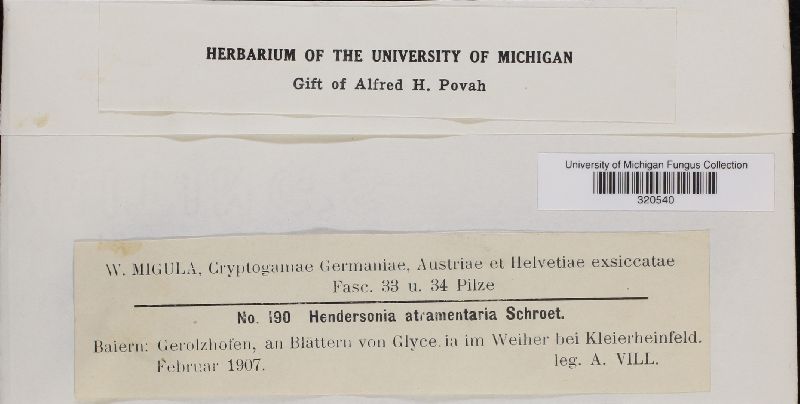 HERBARIUM OF THE UNIVERSITY OF MICHIGAN
Gift of Alfred H. Povah
University of Michigan Fungus Collection
320540
W. MIGULA, Cryptogamae Germaniae, Austriae et Helvetiae exsiccatae
Fasc. 33 u. 34 Pilze
No. 190 Hendersonia atramentaria Schroet.
Baiern: Gerolzhofen, an Blättern von Glyce.ia im Weiher bei Kleierheinfeld.
Februar 1907. leg. A. VILL.